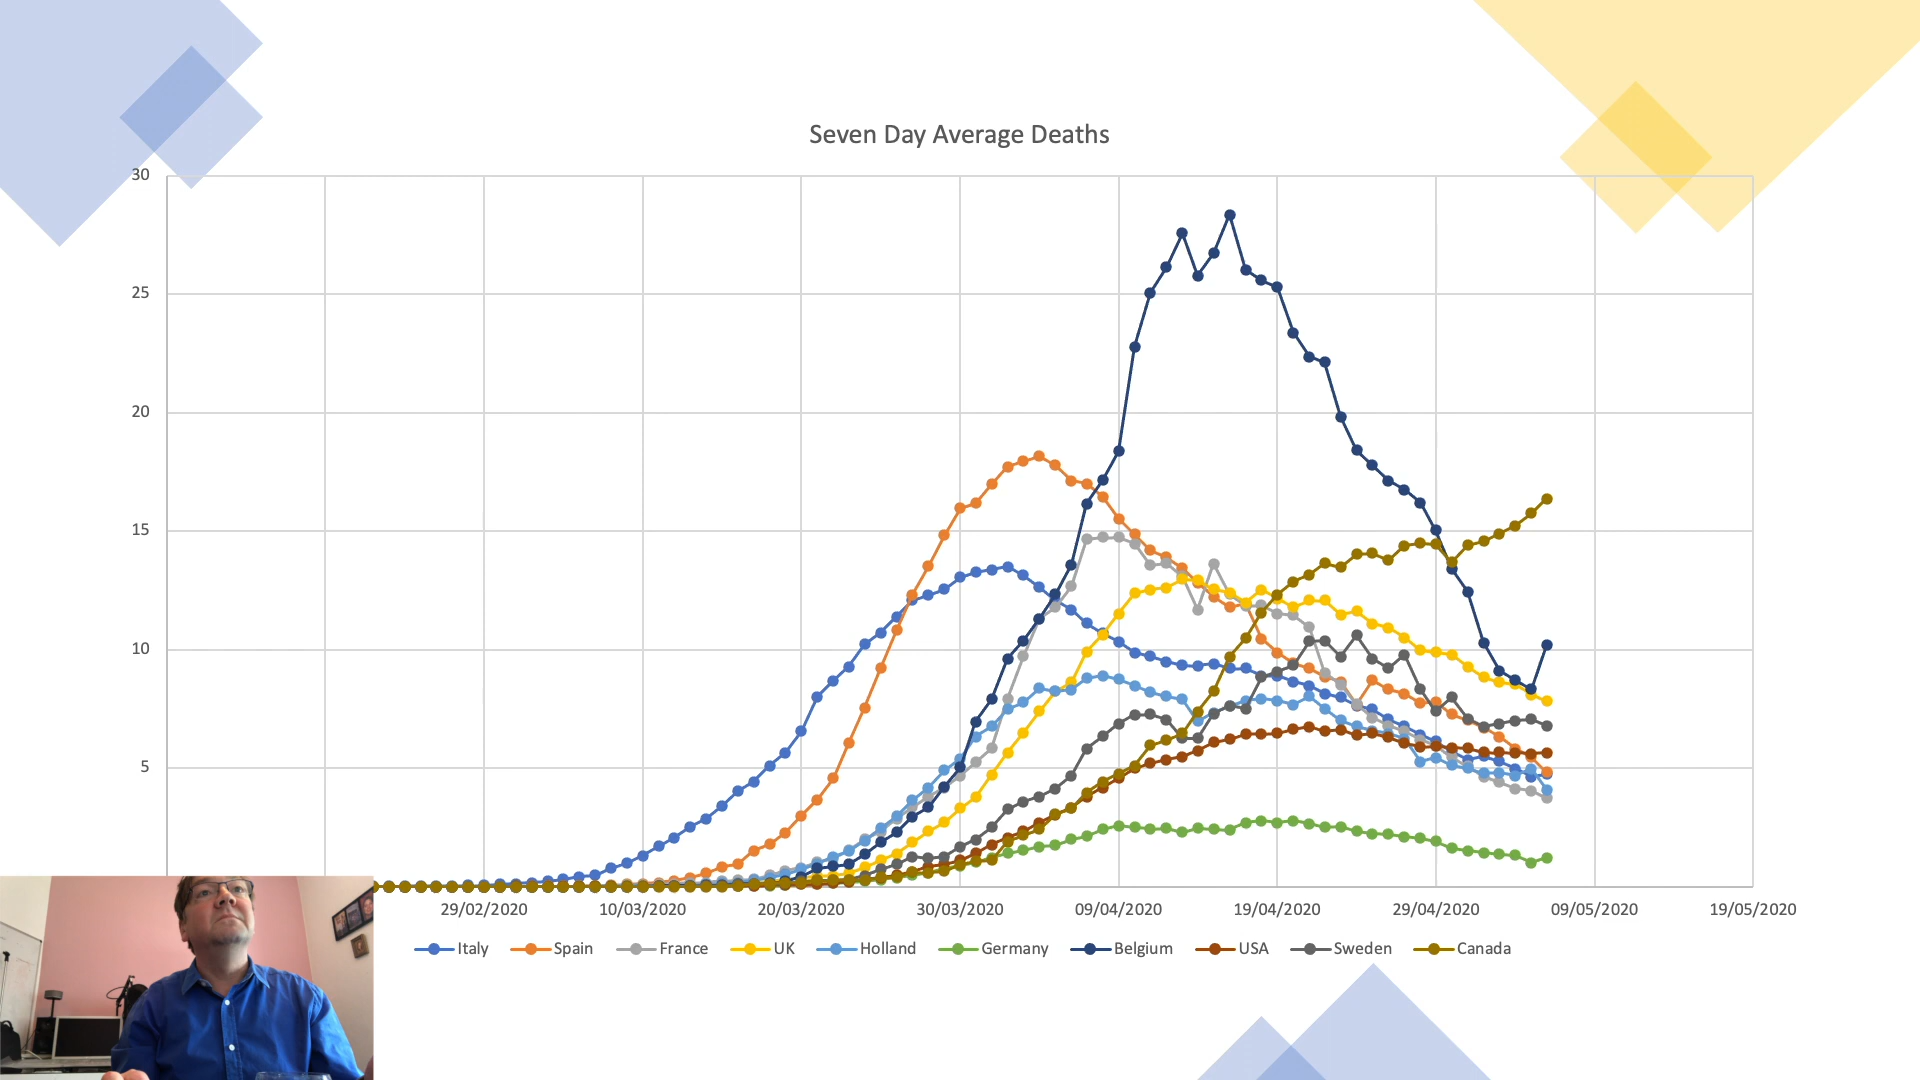 Seven Day Average Deaths
30
25
20
15
10
5
29/02/2020 10/03/2020 20/03/2020 30/03/2020 09/04/2020 19/04/2020 29/04/2020 09/05/2020 19/05/2020
Italy Spain France UK Holland Germany Belgium USA Sweden Canada